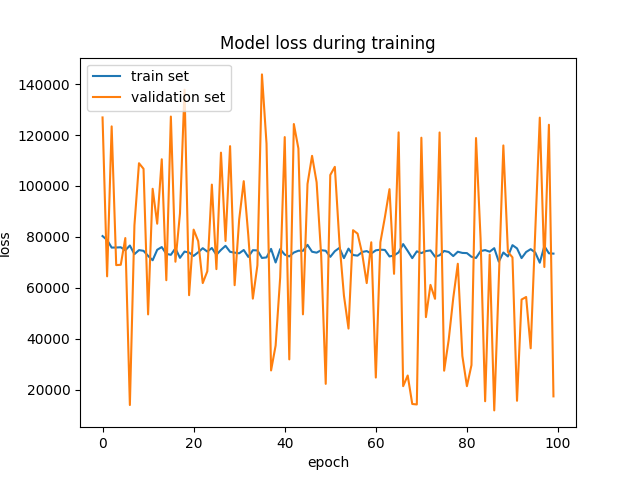 Model loss during training
train set
validation set
140000
120000
100000
80000
60000
40000
20000
loss
0
20
40
60
80
100
epoch